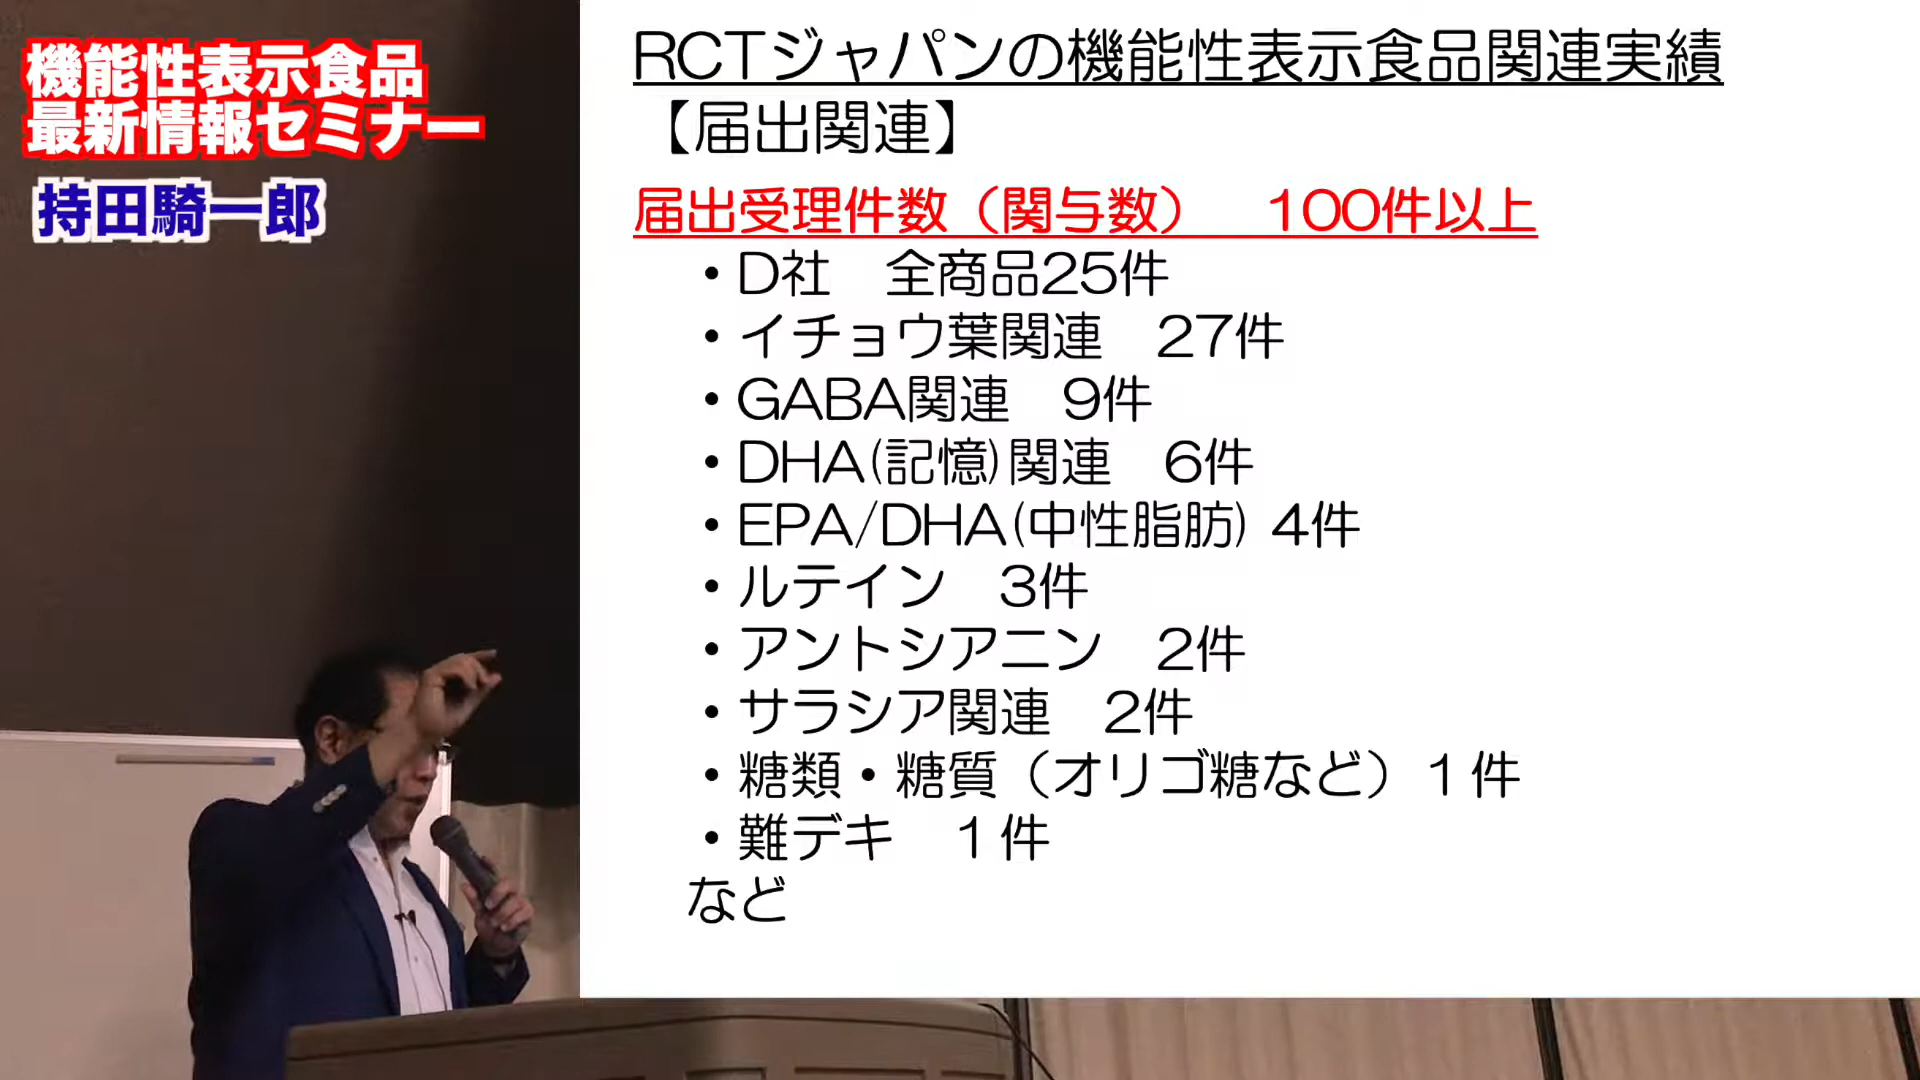 機能性表示食品
最新情報セミナー
持田騎一郎
RCTジャパンの機能性表示食品関連実績
【届出関連】
届出受理件数（関与数）　100件以上
・D社　全商品25件
・イチョウ葉関連　27件
・GABA関連　9件
・DHA(記憶)関連　6件
・EPA/DHA(中性脂肪) 4件
・ルテイン　3件
・アントシアニン　2件
・サラシア関連　2件
・糖類・糖質（オリゴ糖など）１件
・難デキ　１件
など